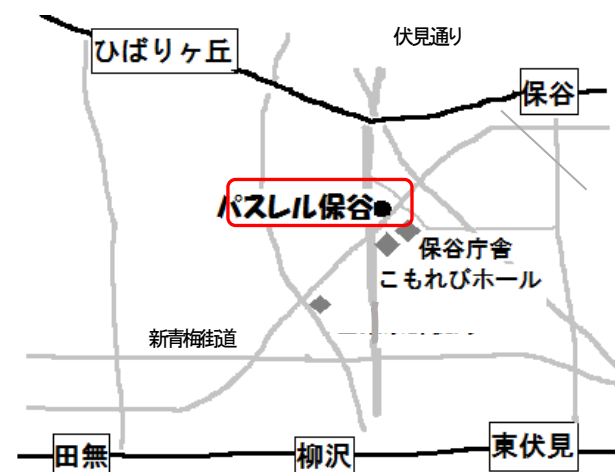 伏見通り
ひばりヶ丘
保谷
パスレル保谷
保谷庁舎
こもれびホール
新青梅街道
田無
柳沢
東伏見